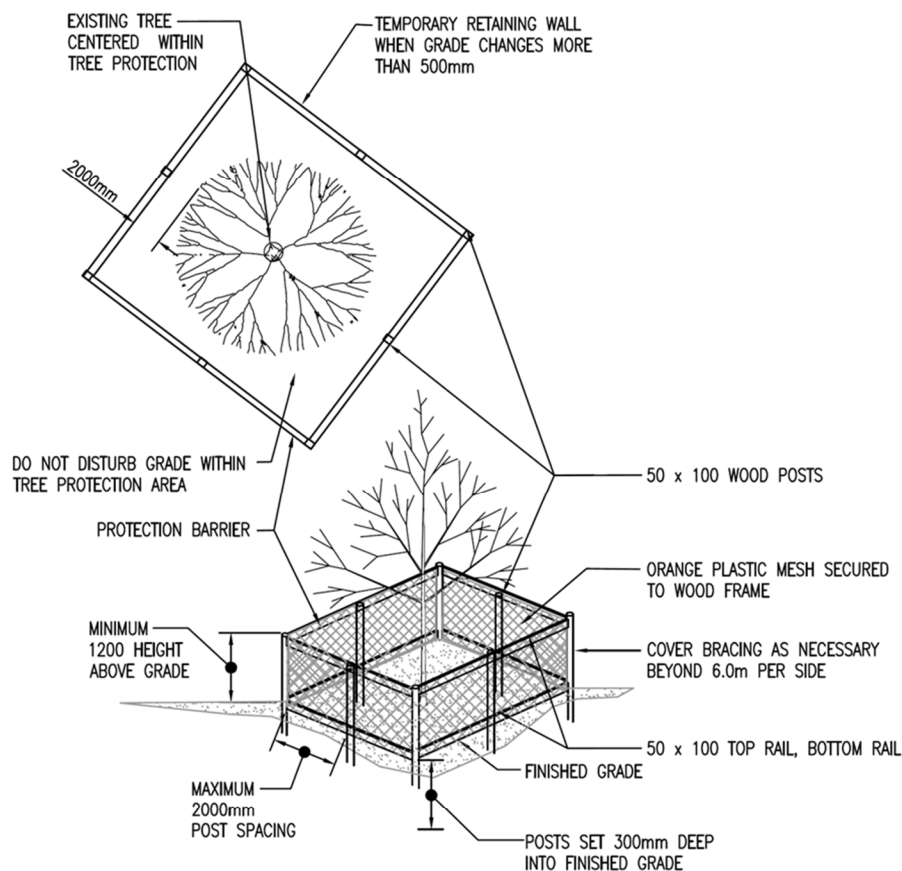 EXISTING TREE
CENTERED WITHIN
TREE PROTECTION
TEMPORARY RETAINING WALL
WHEN GRADE CHANGES MORE
THAN 500mm
2000mm
DO NOT DISTURB GRADE WITHIN
TREE PROTECTION AREA
50 x 100 WOOD POSTS
PROTECTION BARRIER
ORANGE PLASTIC MESH SECURED
TO WOOD FRAME
MINIMUM
1200 HEIGHT
ABOVE GRADE
COVER BRACING AS NECESSARY
BEYOND 6.0m PER SIDE
50 x 100 TOP RAIL, BOTTOM RAIL
FINISHED GRADE
MAXIMUM
2000mm
POST SPACING
POSTS SET 300mm DEEP
INTO FINISHED GRADE